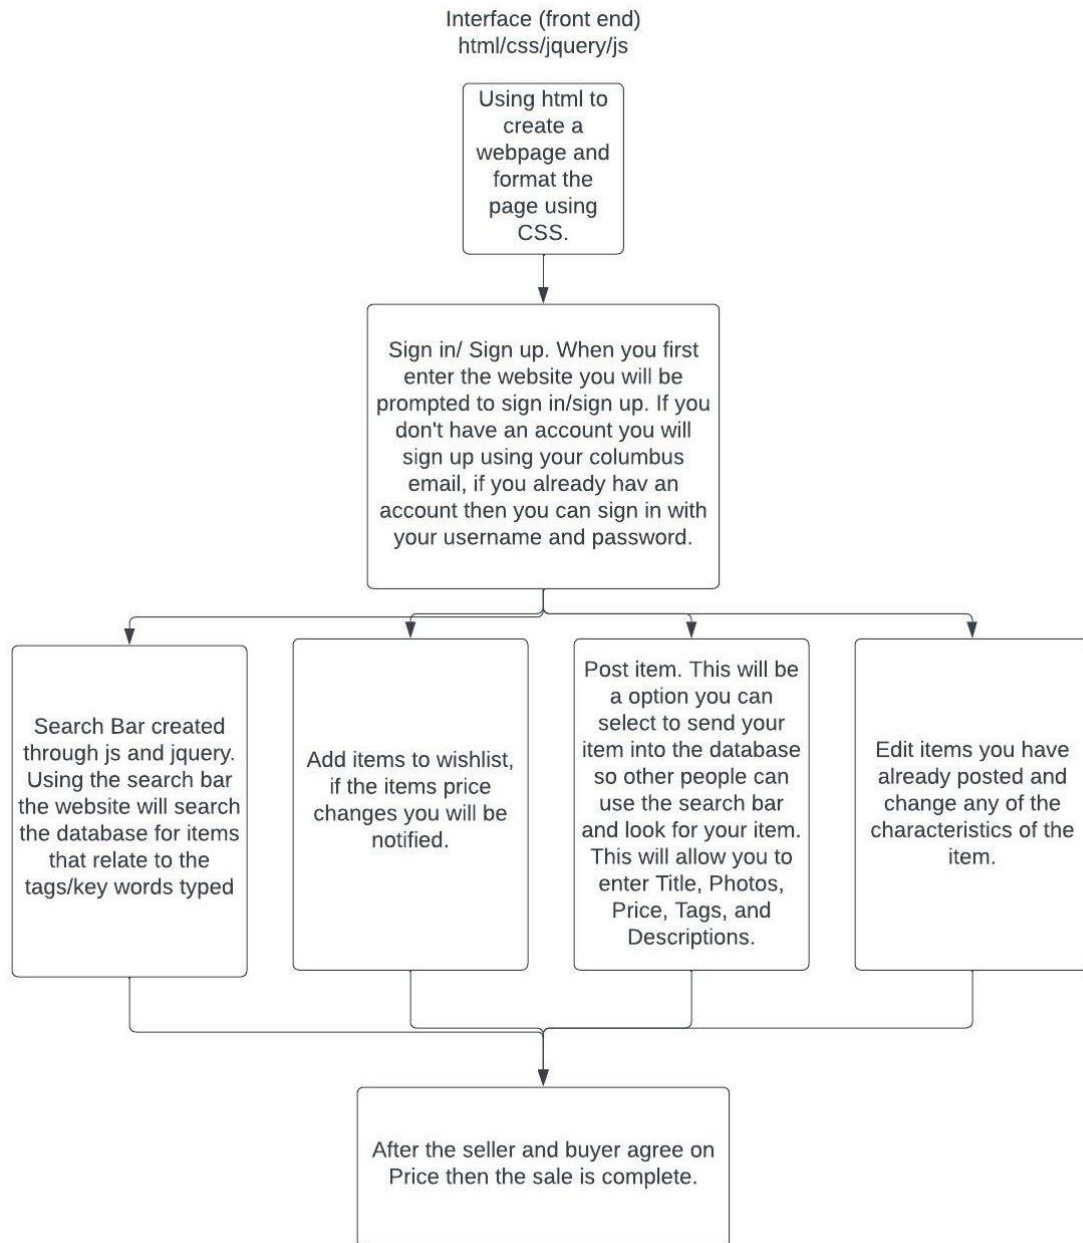 Interface (front end)
html/css/jquery/js
Using html to
create a
webpage and
format the
page using
CSS.
Sign in/ Sign up. When you first
enter the website you will be
prompted to sign in/sign up. If you
don't have an account you will
sign up using your columbus
email, if you already hav an
account then you can sign in with
your username and password.
Search Bar created
through js and jquery.
Using the search bar
the website will search
the database for items
that relate to the
tags/key words typed
Add items to wishlist,
if the items price
changes you will be
notified.
Post item. This will be
a option you can
select to send your
item into the database
so other people can
use the search bar
and look for your item.
This will allow you to
enter Title, Photos,
Price, Tags, and
Descriptions.
Edit items you have
already posted and
change any of the
characteristics of the
item.
After the seller and buyer agree on
Price then the sale is complete.